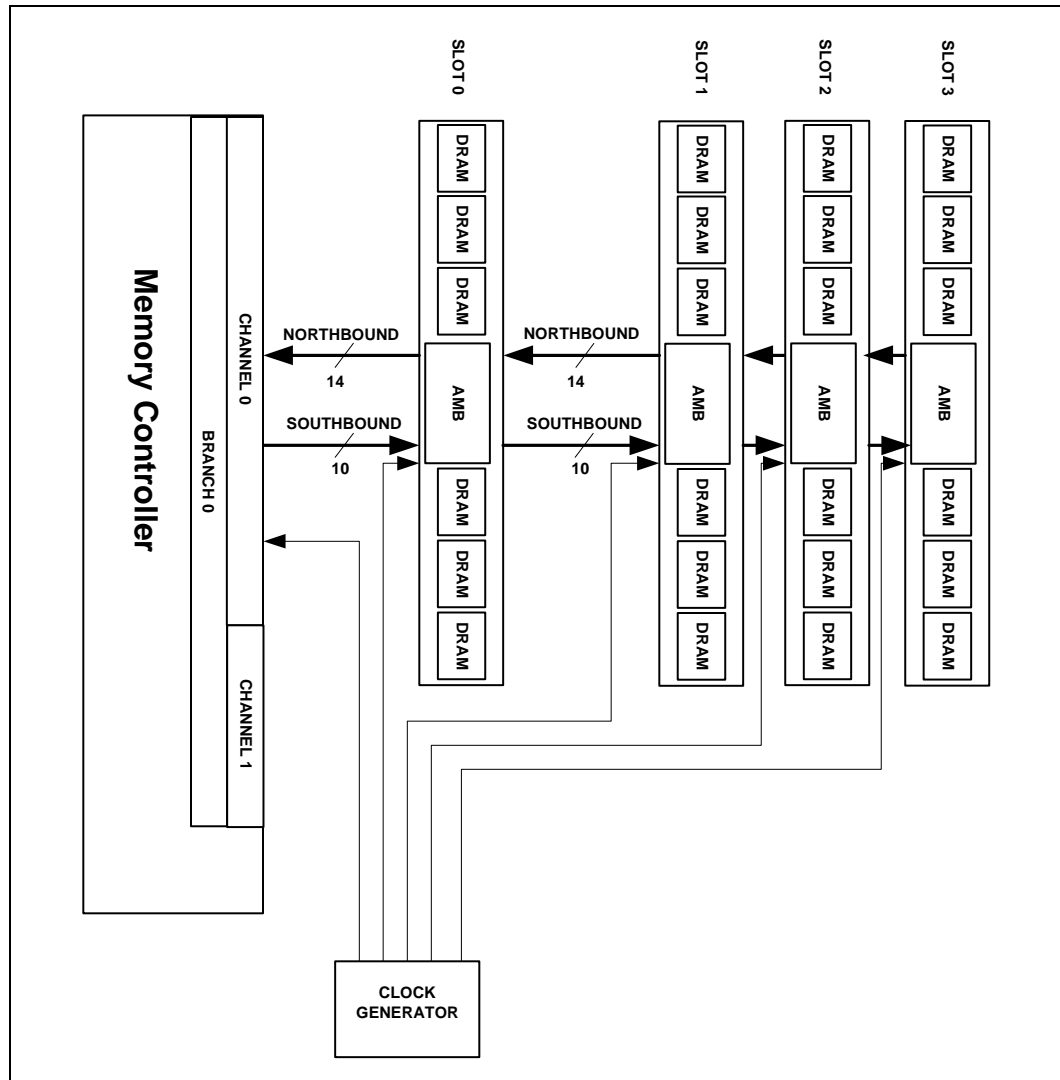 SLOT 0
SLOT 1
SLOT 2
SLOT 3
DRAM
DRAM
DRAM
DRAM
DRAM
DRAM
DRAM
DRAM
DRAM
DRAM
DRAM
DRAM
Memory Controller
BRANCH 0
CHANNEL 0
CHANNEL 1
NORTHBOUND
14
SOUTHBOUND
10
NORTHBOUND
14
SOUTHBOUND
10
AMB
AMB
AMB
AMB
DRAM
DRAM
DRAM
DRAM
DRAM
DRAM
DRAM
DRAM
DRAM
DRAM
DRAM
DRAM
CLOCK
GENERATOR